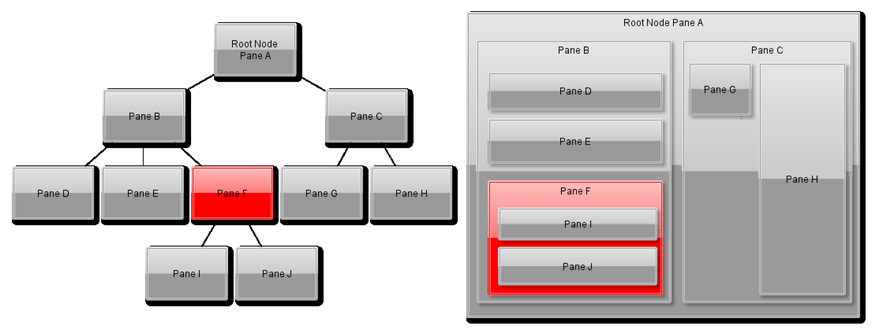 Root Node
Pane A
Pane B
Pane C
Pane D
Pane E
Pane F
Pane G
Pane H
Pane I
Pane J
Root Node Pane A
Pane B
Pane C
Pane D
Pane G
Pane E
Pane H
Pane F
Pane I
Pane J